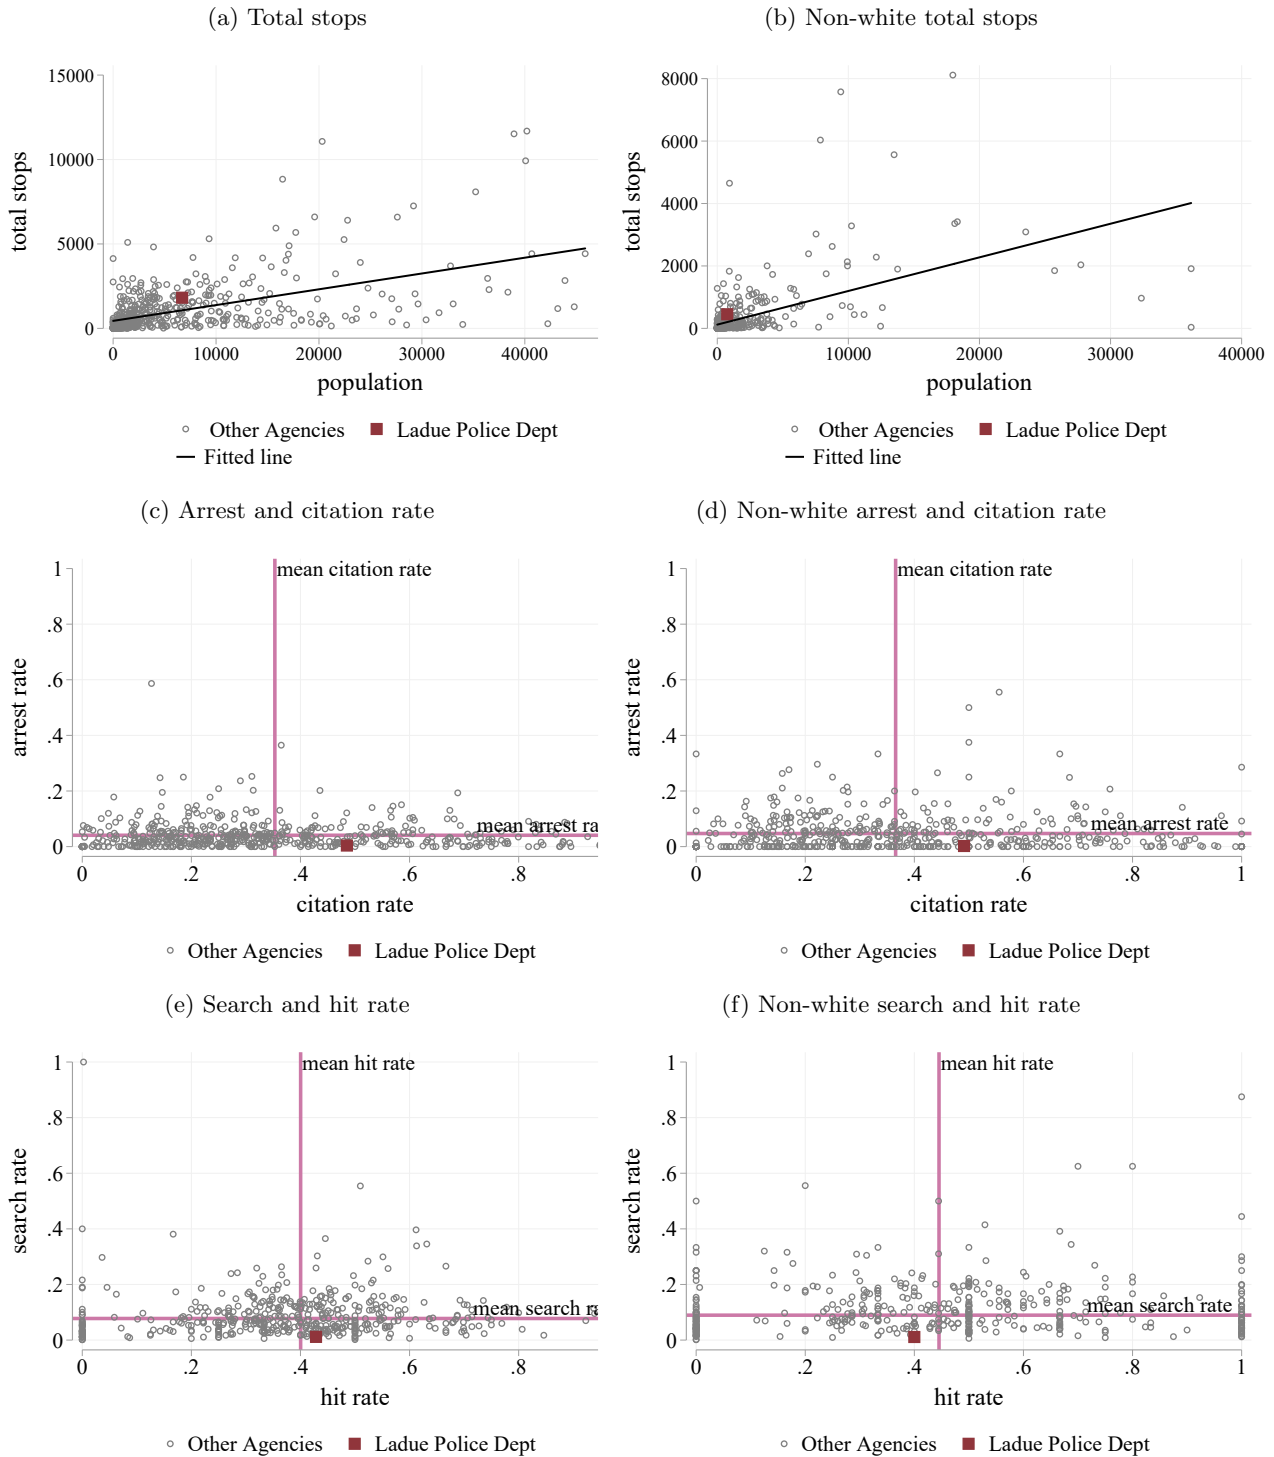 (a) Total stops
(b) Non-white total stops
15000
10000
5000
0
total stops
0 10000 20000 30000 40000
population
Other Agencies Ladue Police Dept
Fitted line
8000
6000
4000
2000
0
total stops
0 10000 20000 30000 40000
population
Other Agencies Ladue Police Dept
Fitted line
(c) Arrest and citation rate
(d) Non-white arrest and citation rate
1
.8
.6
.4
.2
0
arrest rate
mean citation rate
mean arrest ra
0 .2 .4 .6 .8
citation rate
Other Agencies Ladue Police Dept
1
.8
.6
.4
.2
0
arrest rate
mean citation rate
mean arrest rate
0 .2 .4 .6 .8 1
citation rate
Other Agencies Ladue Police Dept
(e) Search and hit rate
(f) Non-white search and hit rate
1
.8
.6
.4
.2
0
search rate
mean hit rate
mean search ra
0 .2 .4 .6 .8
hit rate
Other Agencies Ladue Police Dept
1
.8
.6
.4
.2
0
search rate
mean hit rate
mean search rate
0 .2 .4 .6 .8 1
hit rate
Other Agencies Ladue Police Dept